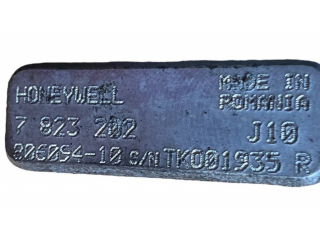 HONEYWELL MADE IN
ROMANIA
7 823 202 J10
806094-10 S/N TK001935 R